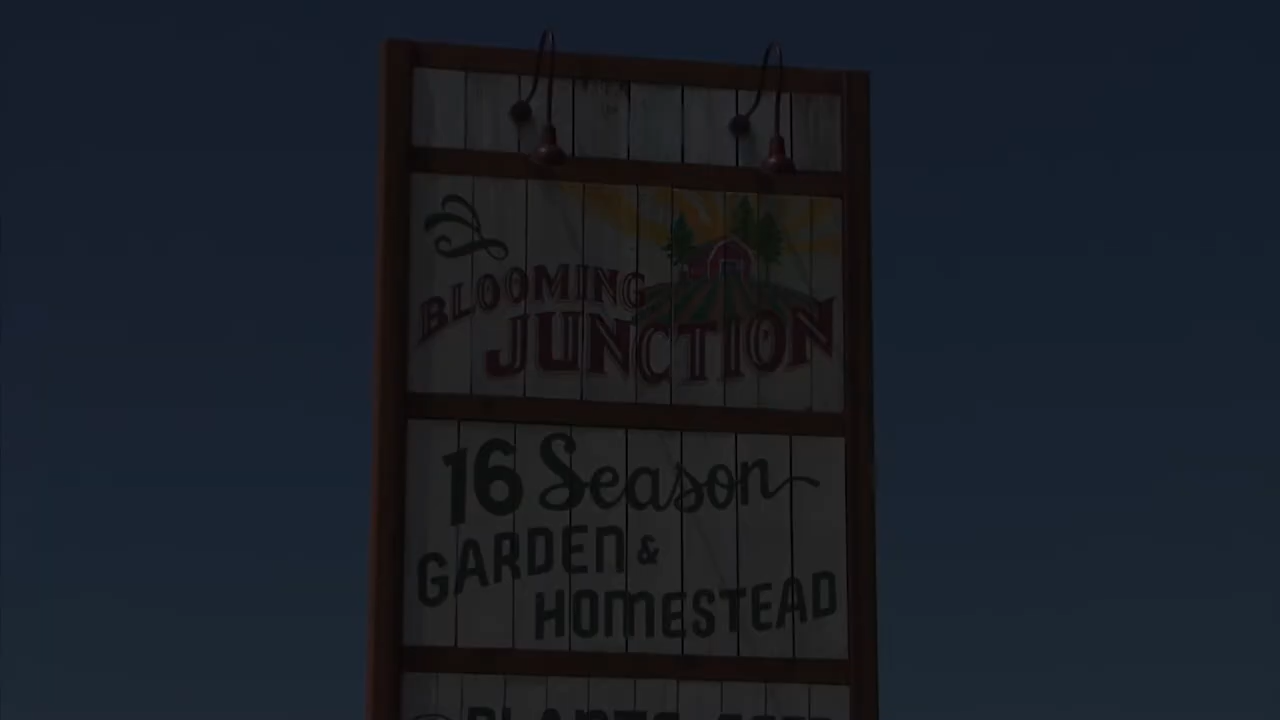 BLOOMING
JUNCTION
16 Season
GARDEN &
HOMESTEAD